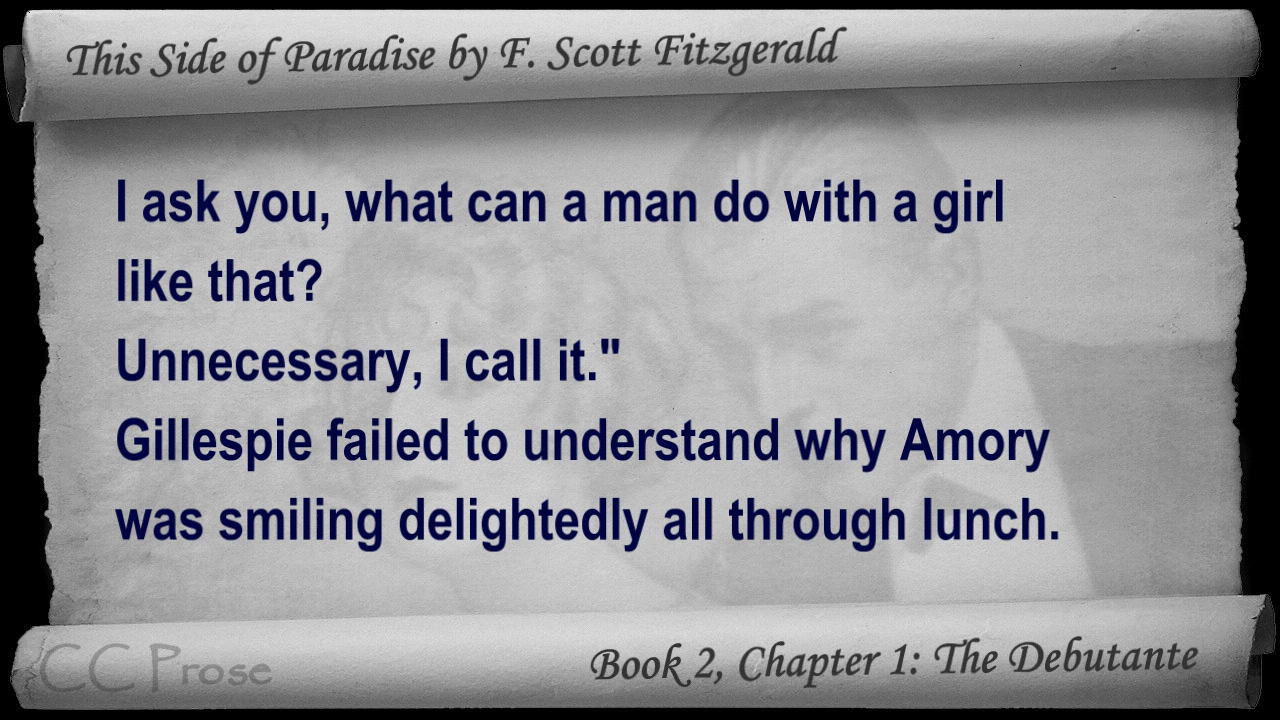 This Side of Paradise by F. Scott Fitzgerald
I ask you, what can a man do with a girl
like that?
Unnecessary, I call it."
Gillespie failed to understand why Amory
was smiling delightedly all through lunch.
CC Prose
Book 2, Chapter 1: The Debutante